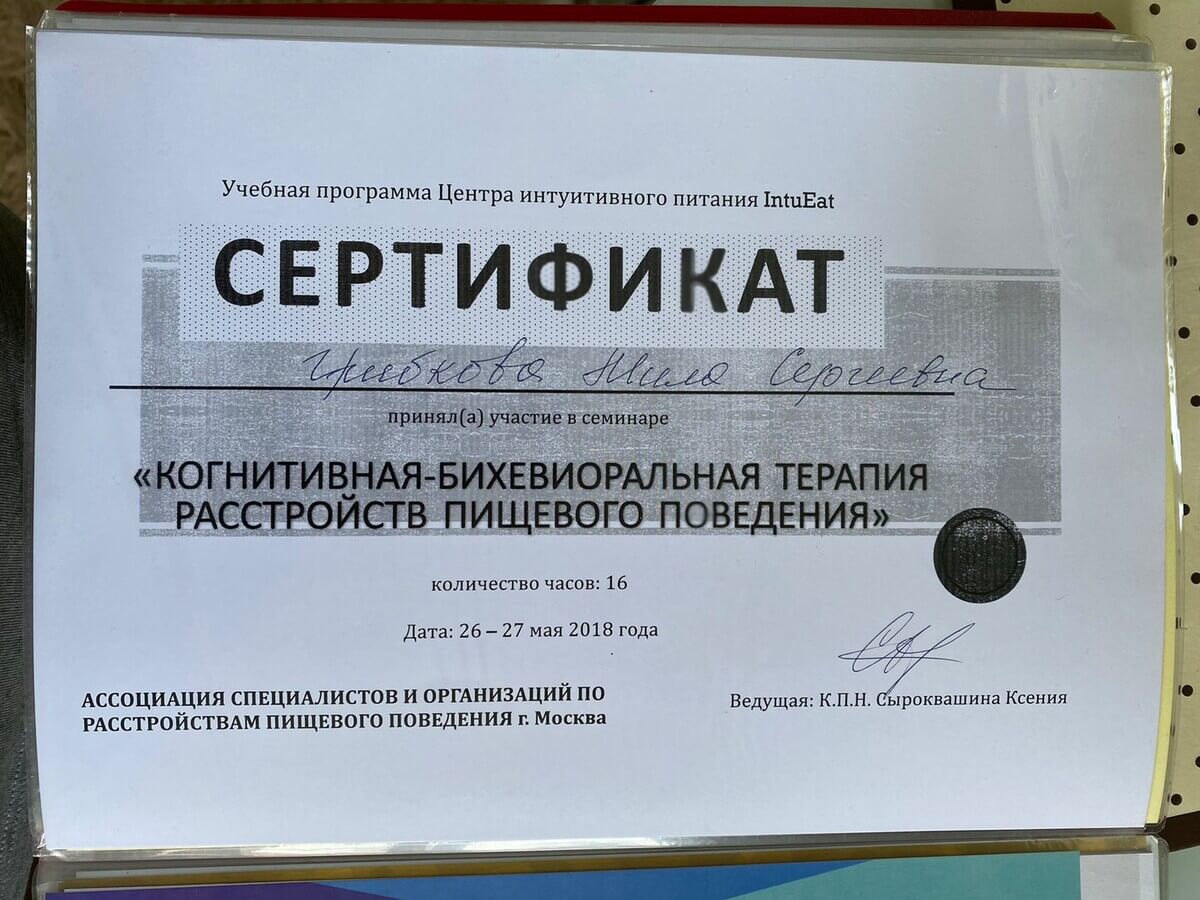 Учебная программа Центра интуитивного питания IntuEat
СЕРТИФИКАТ
Грибкова Сергеевна
принял(а) участие в семинаре
«КОГНИТИВНАЯ-БИХЕВИОРАЛЬНАЯ ТЕРАПИЯ
РАССТРОЙСТВ ПИЩЕВОГО ПОВЕДЕНИЯ»
количество часов: 16
Дата: 26 – 27 мая 2018 года
АССОЦИАЦИЯ СПЕЦИАЛИСТОВ И ОРГАНИЗАЦИЙ ПО
РАССТРОЙСТВАМ ПИЩЕВОГО ПОВЕДЕНИЯ г. Москва
Ведущая: К.П.Н. Сыроквашина Ксения